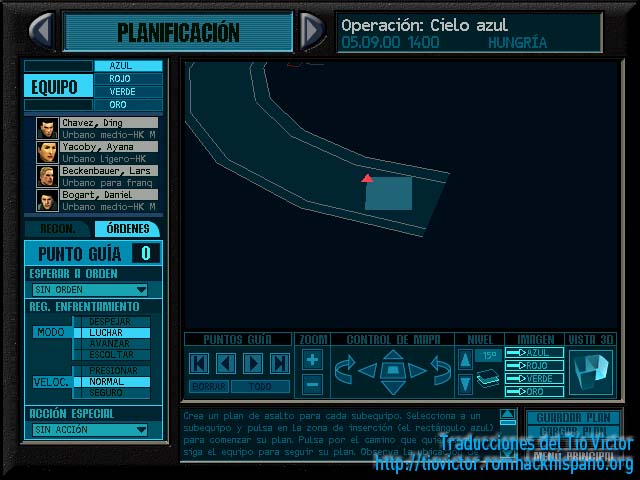 PLANIFICACIÓN
Operación: Cielo azul
05.09.00 1400 HUNGRÍA
EQUIPO
AZUL
ROJO
VERDE
ORO
Chavez, Ding
Urbano medio-HK M
Yacoby, Ayana
Urbano ligero-HK
Beckenbauer, Lars
Urbano para franq
Bogart, Daniel
Urbano medio-HK M
RECON. ÓRDENES
PUNTO GUÍA 0
ESPERAR A ORDEN
SIN ORDEN
REG. ENFRENTAMIENTO
MODO
DESPEJAR
LUCHAR
AVANZAR
ESCOLTAR
VELOC.
PRESIONAR
NORMAL
SEGURO
ACCIÓN ESPECIAL
SIN ACCIÓN
PUNTOS GUÍA ZOOM CONTROL DE MAPA NIVEL IMAGEN VISTA 3D
BORRAR TODO
15º
AZUL
ROJO
VERDE
ORO
Cree un plan de asalto para cada subequipo. Selecciona a un
subequipo y pulsa en la zona de inserción (el rectángulo azul)
para comenzar su plan. Pulsa por el camino que
siga el equipo para seguir su plan. Observa la
GUARDAR PLAN
CARGAR PLAN
MENÚ PRINCIPAL
Traducciones del Tío Víctor
http://tiovictor.romhackhispano.org